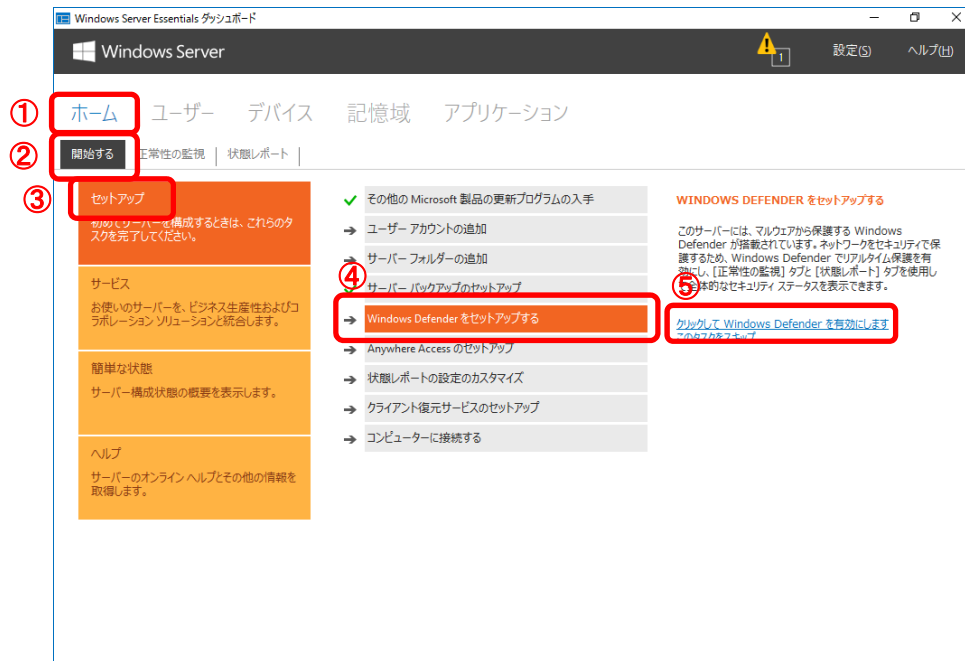 Windows Server Essentials ダッシュボード
Windows Server
1
設定(S)
ヘルプ(H)
① ホーム ユーザー デバイス 記憶域 アプリケーション
② 開始する 正常性の監視 状態レポート
③ セットアップ
初めてサーバーを構成するときは、これらのタ
スクを完了してください。
サービス
お使いのサーバーを、ビジネス生産性およびコ
ラボレーション ソリューションと統合します。
簡単な状態
サーバー構成状態の概要を表示します。
ヘルプ
サーバーのオンライン ヘルプとその他の情報を
取得します。
その他の Microsoft 製品の更新プログラムの入手
ユーザー アカウントの追加
サーバー フォルダーの追加
④
サーバー バックアップのセットアップ
Windows Defender をセットアップする
Anywhere Access のセットアップ
状態レポートの設定のカスタマイズ
クライアント復元サービスのセットアップ
コンピューターに接続する
WINDOWS DEFENDER をセットアップする
このサーバーには、マルウェアから保護する Windows
Defender が搭載されています。ネットワークをセキュリティで保
護するため、Windows Defender でリアルタイム保護を有
効にし、[正常性の監視] タブと [状態レポート] タブを使用し
⑤
全体的なセキュリティ ステータスを表示できます。
クリックして Windows Defender を有効にします
このタスクをスキップ